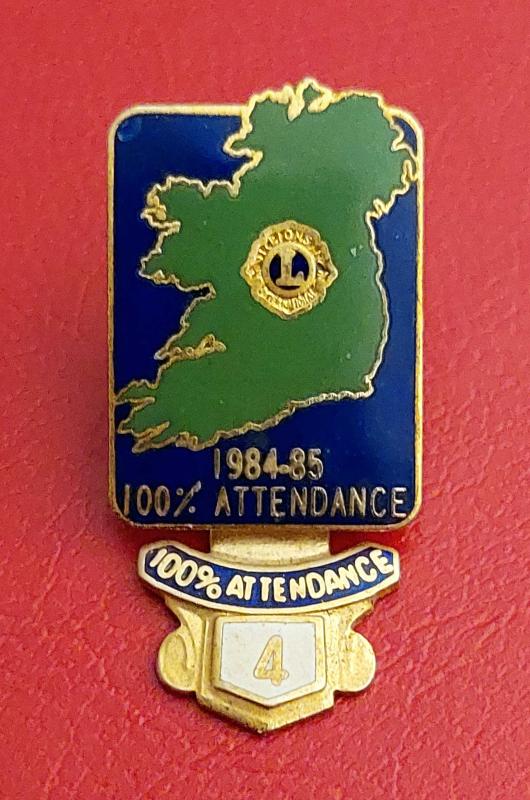 LIONS
L
INTERNATIONAL
1984-85
100% ATTENDANCE
100% ATTENDANCE
4